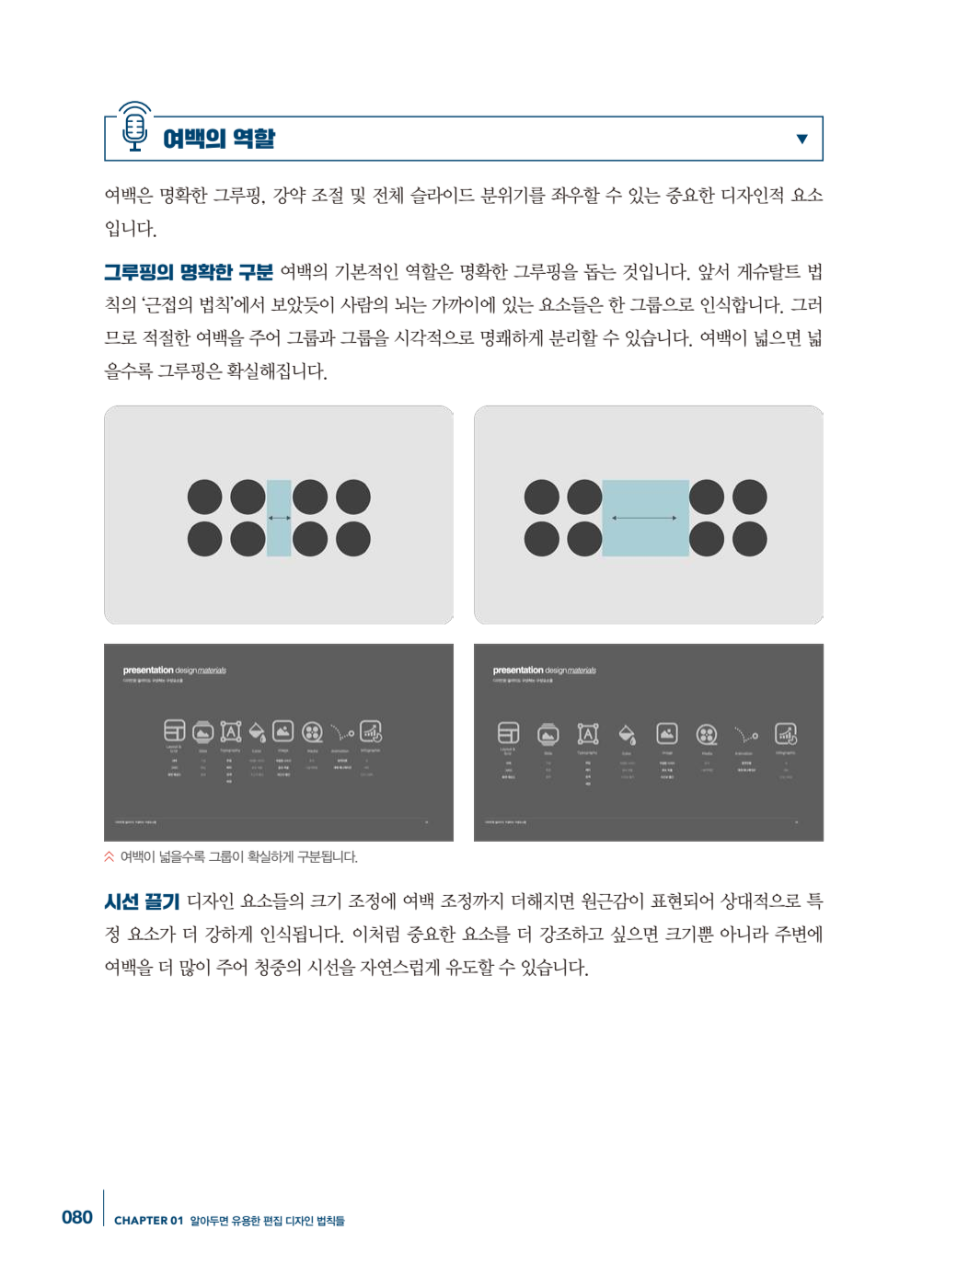 여백의 역할
여백은 명확한 그루핑, 강약 조절 및 전체 슬라이드 분위기를 좌우할 수 있는 중요한 디자인적 요소
입니다.
그루핑의 명확한 구분 여백의 기본적인 역할은 명확한 그루핑을 돕는 것입니다. 앞서 게슈탈트 법
칙의 ‘근접의 법칙’에서 보았듯이 사람의 뇌는 가까이에 있는 요소들은 한 그룹으로 인식합니다. 그러
므로 적절한 여백을 주어 그룹과 그룹을 시각적으로 명쾌하게 분리할 수 있습니다. 여백이 넓으면 넓
을수록 그루핑은 확실해집니다.
presentation design materials
presentation design materials
A
A
여백이 넓을수록 그룹이 확실하게 구분됩니다.
시선 끌기 디자인 요소들의 크기 조정에 여백 조정까지 더해지면 원근감이 표현되어 상대적으로 특
정 요소가 더 강하게 인식됩니다. 이처럼 중요한 요소를 더 강조하고 싶으면 크기뿐 아니라 주변에
여백을 더 많이 주어 청중의 시선을 자연스럽게 유도할 수 있습니다.
080 CHAPTER 01 알아두면 유용한 편집 디자인 법칙들